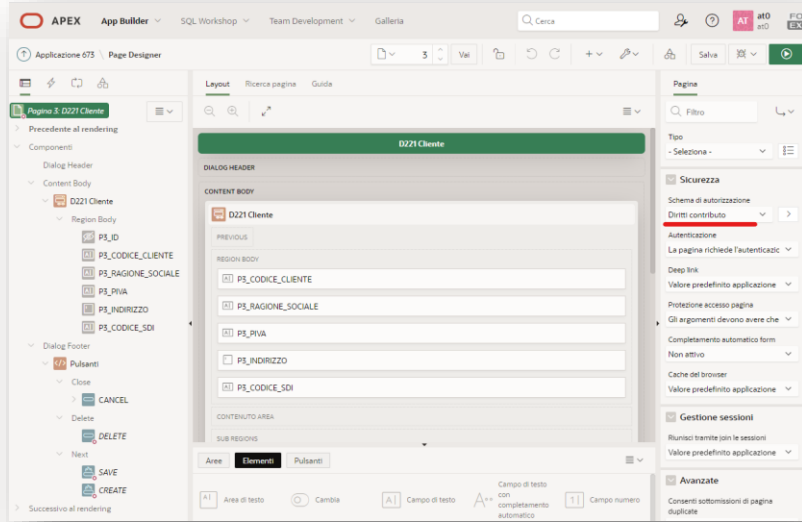 APEX
App Builder
SQL Workshop
Team Development
Galleria
Cerca
AT
at0
at0
FO
EX
Applicazione 673 \ Page Designer
3
Vai
Salva
Layout
Ricerca pagina
Guida
Pagina
Pagina 3: D221 Cliente
Precedente al rendering
Componenti
Dialog Header
Content Body
D221 Cliente
Region Body
P3_ID
P3_CODICE_CLIENTE
P3_RAGIONE_SOCIALE
P3_PIVA
P3_INDIRIZZO
P3_CODICE_SDI
Dialog Footer
Pulsanti
Close
CANCEL
Delete
DELETE
Next
SAVE
CREATE
Successivo al rendering
D221 Cliente
DIALOG HEADER
CONTENT BODY
D221 Cliente
PREVIOUS
REGION BODY
P3_CODICE_CLIENTE
P3_RAGIONE_SOCIALE
P3_PIVA
P3_INDIRIZZO
P3_CODICE_SDI
CONTENUTO AREA
SUB REGIONS
Aree
Elementi
Pulsanti
Area di testo
Cambia
Campo di testo
Campo di testo
con
completamento
automatico
Campo numero
Filtro
Tipo
- Seleziona -
Sicurezza
Schema di autorizzazione
Diritti contributo
Autenticazione
La pagina richiede l'autenticazic
Deep link
Valore predefinito applicazione
Protezione accesso pagina
Gli argomenti devono avere che
Completamento automatico form
Non attivo
Cache del browser
Valore predefinito applicazione
Gestione sessioni
Riunisci tramite join le sessioni
Valore predefinito applicazione
Avanzate
Consenti sottomissioni di pagina
duplicate